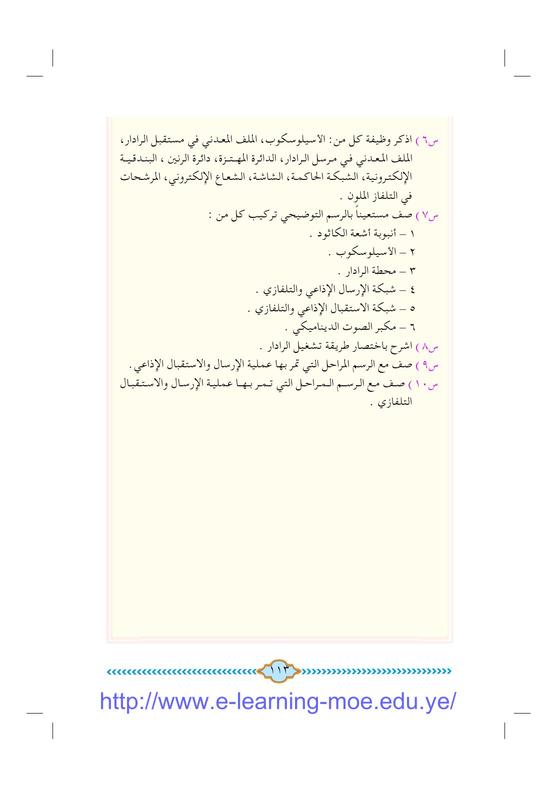 س٦ ) اذكر وظيفة كل من : الاسيلوسكوب، الملف المعدني في مستقبل الرادار،
الملف المعدني في مرسل الرادار، الدائرة المهتزة، دائرة الرنين ، البندقية
الإلكترونية، الشبكة الحاكمة، الشاشة، الشعاع الإلكتروني، المرشحات
في التلفاز الملون .
س٧ ) صف مستعيناً بالرسم التوضيحي تركيب كل من :
١ – أنبوبة أشعة الكاثود .
٢ – الاسيلوسكوب .
٣ – محطة الرادار .
٤ – شبكة الإرسال الإذاعي والتلفازي .
٥ – شبكة الاستقبال الإذاعي والتلفازي .
٦ – مكبر الصوت الديناميكي .
س٨ ) اشرح باختصار طريقة تشغيل الرادار .
س٩ ) صف مع الرسم المراحل التي تمر بها عملية الإرسال والاستقبال الإذاعي .
س١٠ ) صف مع الرسم المراحل التي تمر بها عملية الإرسال والاستقبال
التلفازي .
١١٣
http://www.e-learning-moe.edu.ye/